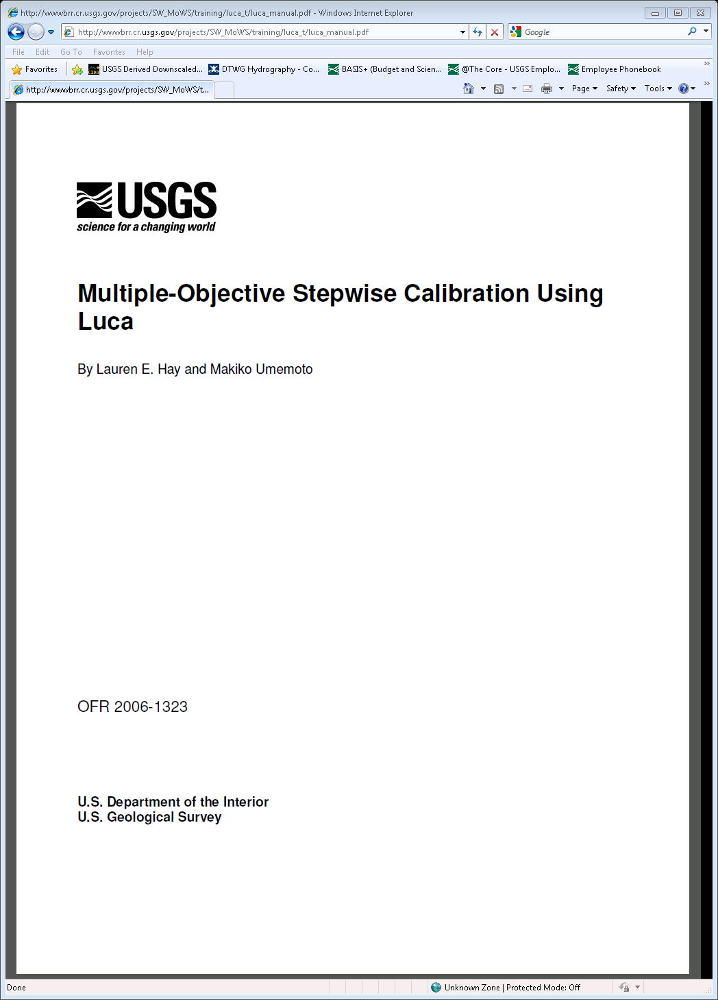 http://wwwbrr.cr.usgs.gov/projects/SW_MoWS/training/luca_t/luca_manual.pdf - Windows Internet Explorer
http://wwwbrr.cr.usgs.gov/projects/SW_MoWS/training/luca_t/luca_manual.pdf Google
File Edit Go To Favorites Help
Favorites CIDA USGS Derived Downscaled... DTWG Hydrography - Co... BASIS+ (Budget and Scien... @The Core - USGS Emplo... Employee Phonebook
http://wwwbrr.cr.usgs.gov/projects/SW_MoWS/t... Page Safety Tools
USGS
science for a changing world
Multiple-Objective Stepwise Calibration Using
Luca
By Lauren E. Hay and Makiko Umemoto
OFR 2006-1323
U.S. Department of the Interior
U.S. Geological Survey
Done Unknown Zone | Protected Mode: Off